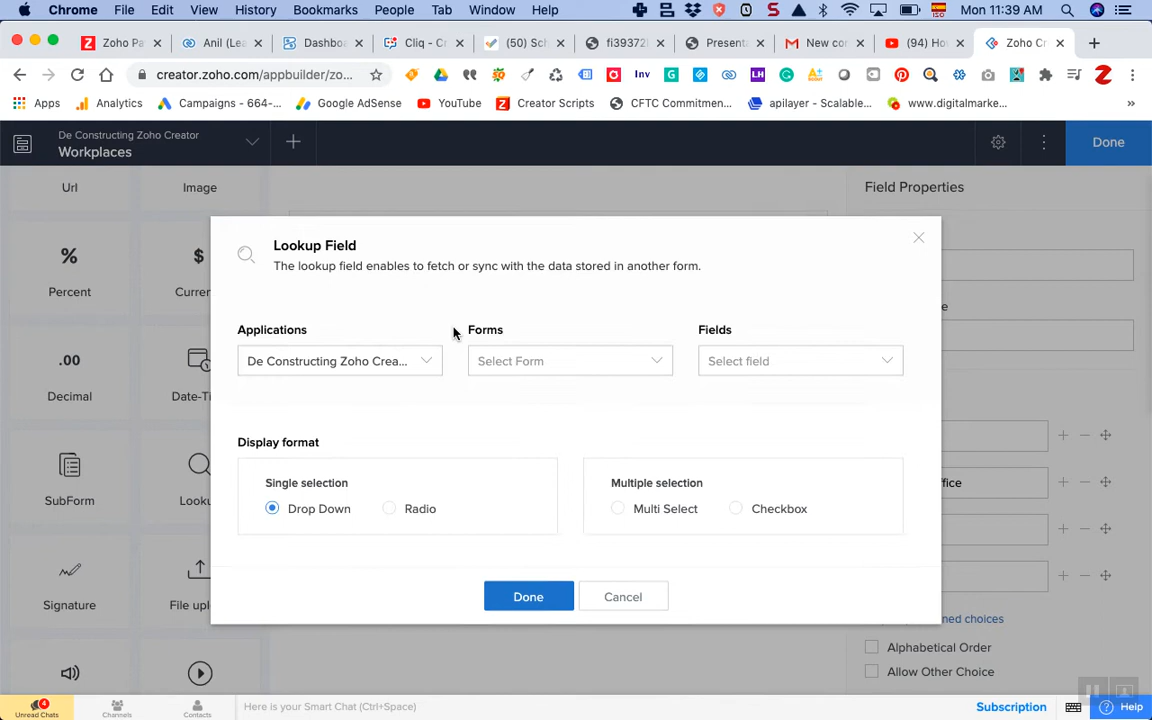 Chrome File Edit View History Bookmarks People Tab Window Help Mon 11:39 AM
Zoho Pa
Anil (Lea
Dashboa
Cliq - C
(50) Sch
fi39372
Presenta
New co
(94) Ho
Zoho Cr
creator.zoho.com/appbuilder/zo...
Apps
Analytics
Campaigns - 664-...
Google AdSense
YouTube
Creator Scripts
CFTC Commitmen...
apilayer - Scalable...
www.digitalmarke...
»
De Constructing Zoho Creator
Workplaces
Done
Url
Image
Field Properties
Lookup Field
The lookup field enables to fetch or sync with the data stored in another form.
%
Percent
$
Curren
Applications
Forms
Fields
De Constructing Zoho Crea...
Select Form
Select field
.00
Decimal
Date-Ti
Display format
Single selection
Drop Down
Radio
Multiple selection
Multi Select
Checkbox
SubForm
Looku
ffice
Signature
File uplo
Done
Cancel
ned choices
Alphabetical Order
Allow Other Choice
4
Unread Chats
Channels
Contacts
Here is your Smart Chat (Ctrl+Space)
Subscription
Help